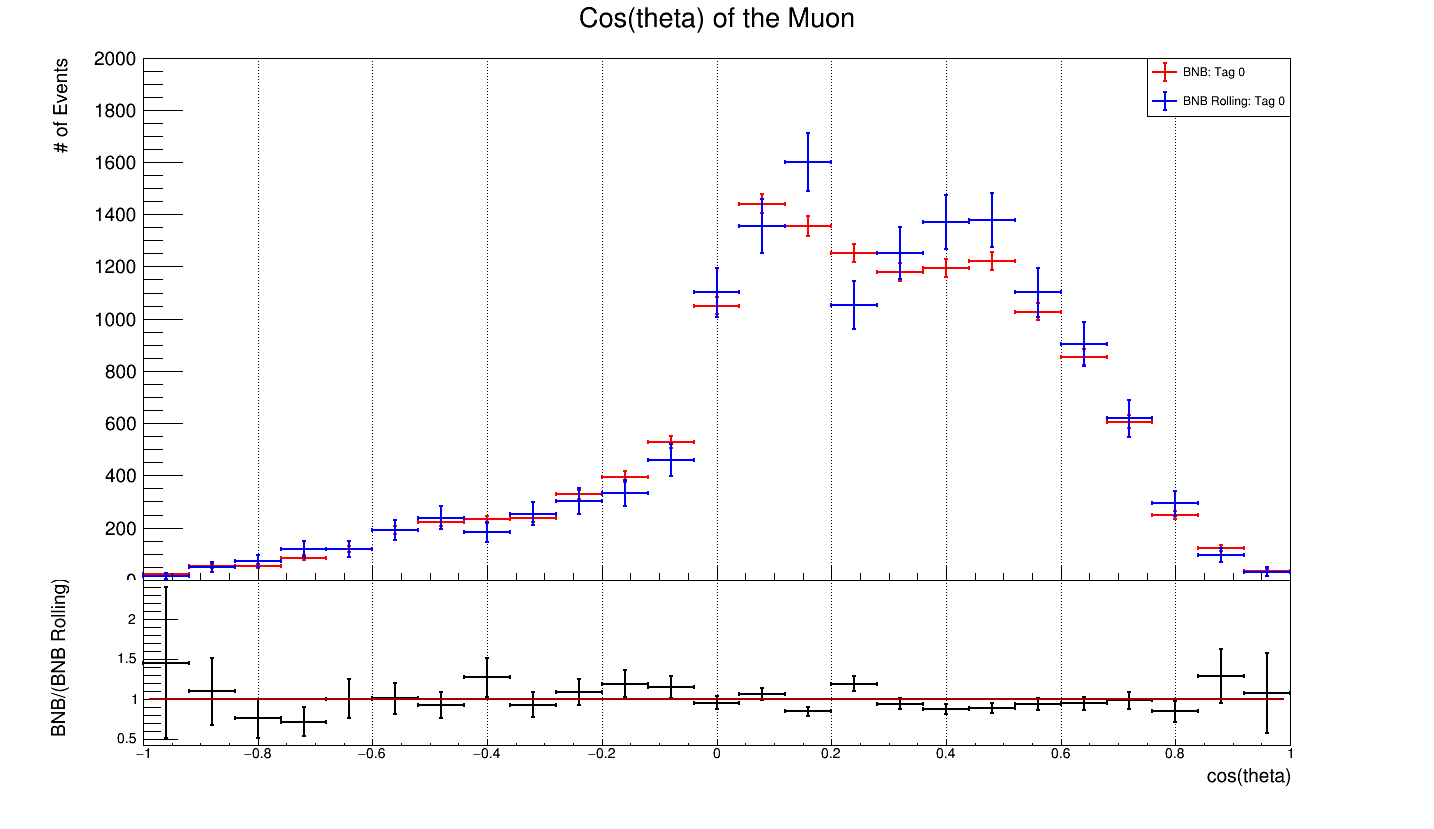 Cos(theta) of the Muon
# of Events
2000
1800
1600
1400
1200
1000
800
600
400
200
0
BNB: Tag 0
BNB Rolling: Tag 0
BNB/(BNB Rolling)
2
1.5
1
0.5
−1 −0.8 −0.6 −0.4 −0.2 0 0.2 0.4 0.6 0.8 1
cos(theta)